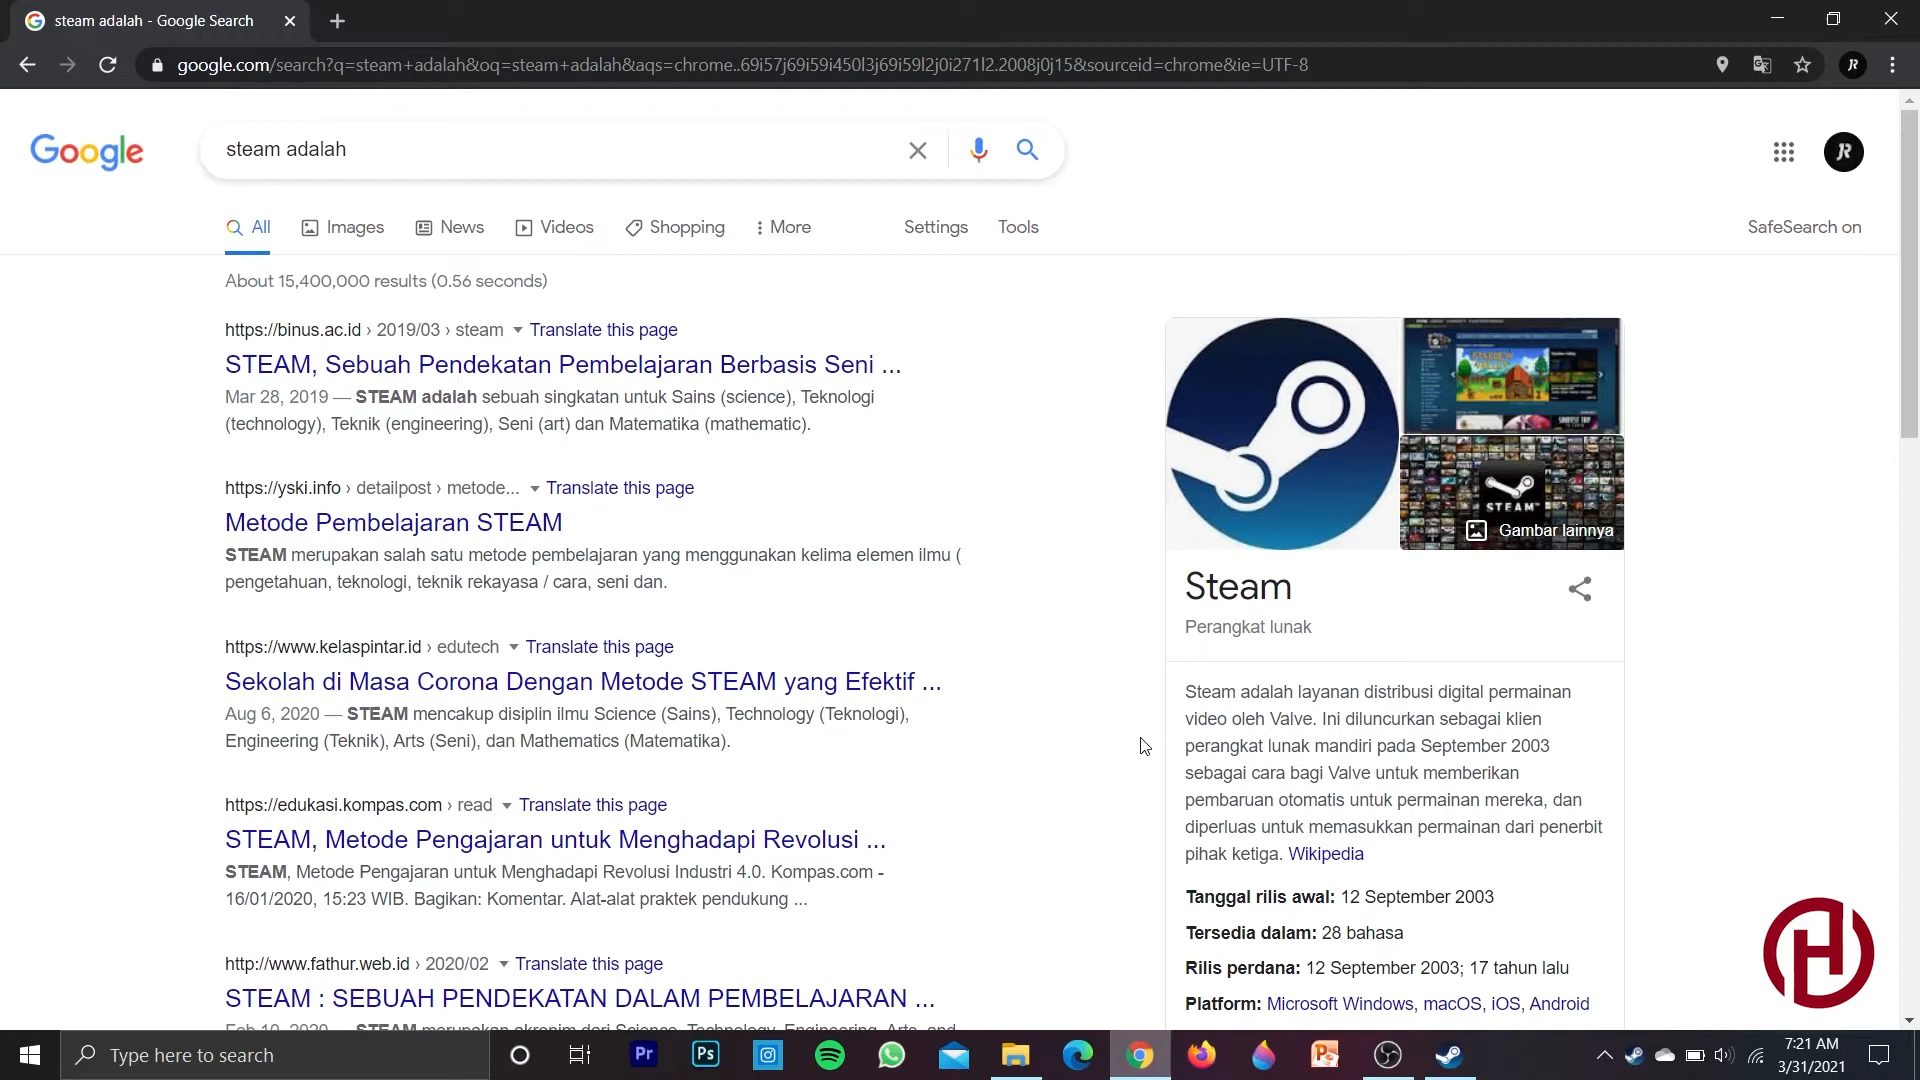 steam adalah - Google Search
google.com/search?q=steam+adalah&oq=steam+adalah&aqs=chrome..69i57j69i59i450l3j69i59l2j0i271l2.2008j0j15&sourceid=chrome&ie=UTF-8
Google
steam adalah
All Images News Videos Shopping More Settings Tools SafeSearch on
About 15,400,000 results (0.56 seconds)
https://binus.ac.id › 2019/03 › steam Translate this page
STEAM, Sebuah Pendekatan Pembelajaran Berbasis Seni ...
Mar 28, 2019 — STEAM adalah sebuah singkatan untuk Sains (science), Teknologi
(technology), Teknik (engineering), Seni (art) dan Matematika (mathematic).
https://yski.info › detailpost › metode... Translate this page
Metode Pembelajaran STEAM
STEAM merupakan salah satu metode pembelajaran yang menggunakan kelima elemen ilmu (
pengetahuan, teknologi, teknik rekayasa / cara, seni dan.
https://www.kelaspintar.id › edutech Translate this page
Sekolah di Masa Corona Dengan Metode STEAM yang Efektif ...
Aug 6, 2020 — STEAM mencakup disiplin ilmu Science (Sains), Technology (Teknologi),
Engineering (Teknik), Arts (Seni), dan Mathematics (Matematika).
https://edukasi.kompas.com › read Translate this page
STEAM, Metode Pengajaran untuk Menghadapi Revolusi ...
STEAM, Metode Pengajaran untuk Menghadapi Revolusi Industri 4.0. Kompas.com -
16/01/2020, 15:23 WIB. Bagikan: Komentar. Alat-alat praktek pendukung ...
http://www.fathur.web.id › 2020/02 Translate this page
STEAM : SEBUAH PENDEKATAN DALAM PEMBELAJARAN ...
Feb 10, 2020 — STEAM merupakan akronim dari Science, Technology, Engineering, Arts, and
STEAM
Gambar lainnya
Steam
Perangkat lunak
Steam adalah layanan distribusi digital permainan
video oleh Valve. Ini diluncurkan sebagai klien
perangkat lunak mandiri pada September 2003
sebagai cara bagi Valve untuk memberikan
pembaruan otomatis untuk permainan mereka, dan
diperluas untuk memasukkan permainan dari penerbit
pihak ketiga. Wikipedia
Tanggal rilis awal: 12 September 2003
Tersedia dalam: 28 bahasa
Rilis perdana: 12 September 2003; 17 tahun lalu
Platform: Microsoft Windows, macOS, iOS, Android
Type here to search
Pr
Ps
7:21 AM
3/31/2021